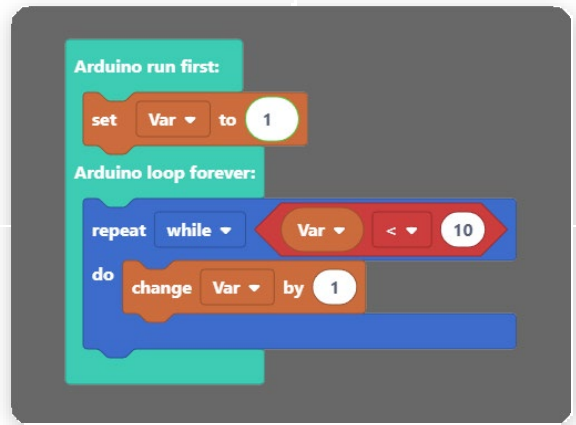 Arduino run first:
set Var to 1
Arduino loop forever:
repeat while Var < 10
do
change Var by 1